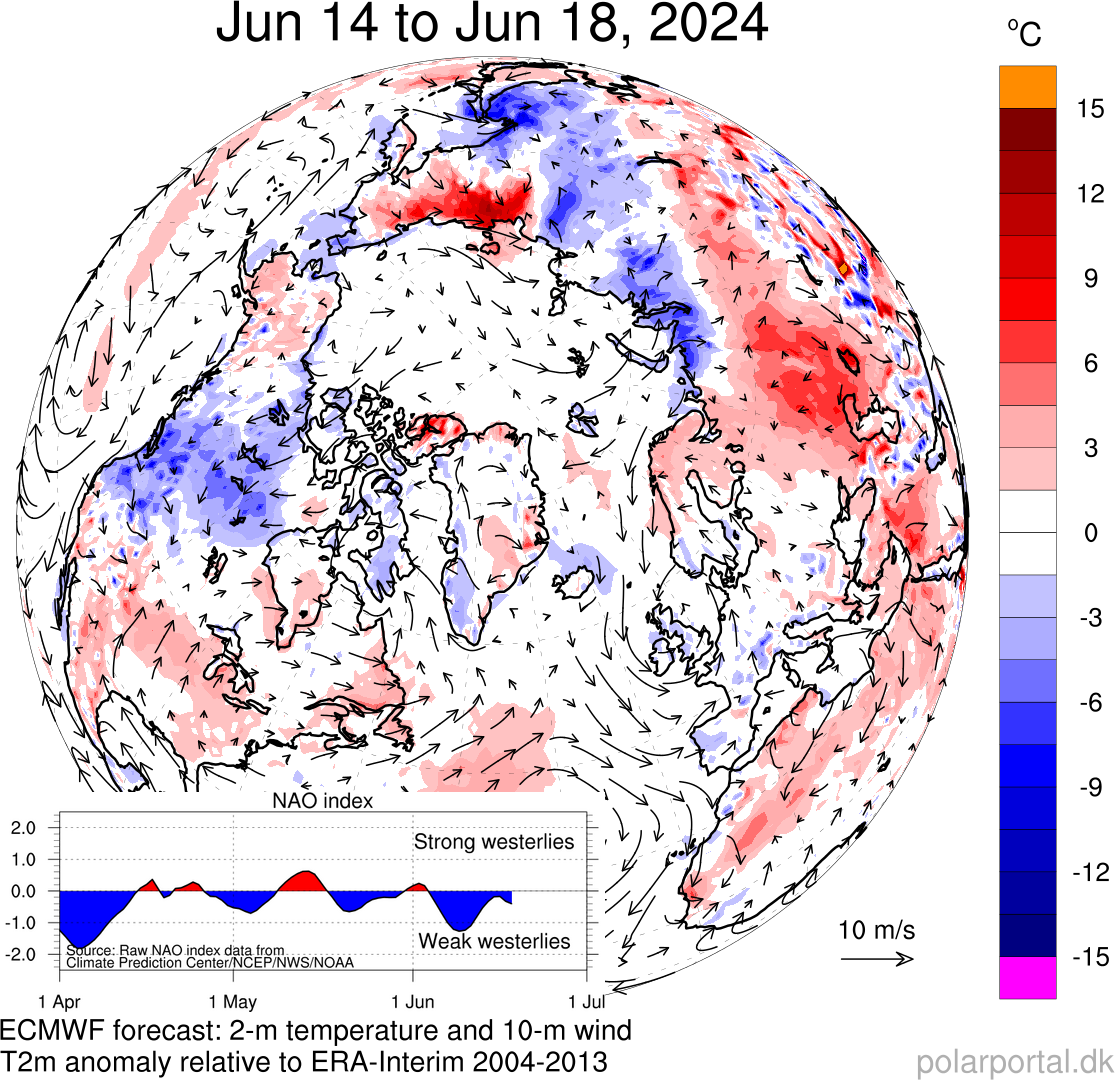 Jun 14 to Jun 18, 2024
°C
15
12
9
6
3
0
-3
-6
-9
-12
-15
NAO index
2.0
1.0
0.0
-1.0
-2.0
Strong westerlies
Weak westerlies
Source: Raw NAO index data from
Climate Prediction Center/NCEP/NWS/NOAA
1 Apr
1 May
1 Jun
1 Jul
10 m/s
ECMWF forecast: 2-m temperature and 10-m wind
T2m anomaly relative to ERA-Interim 2004-2013
polarportal.dk